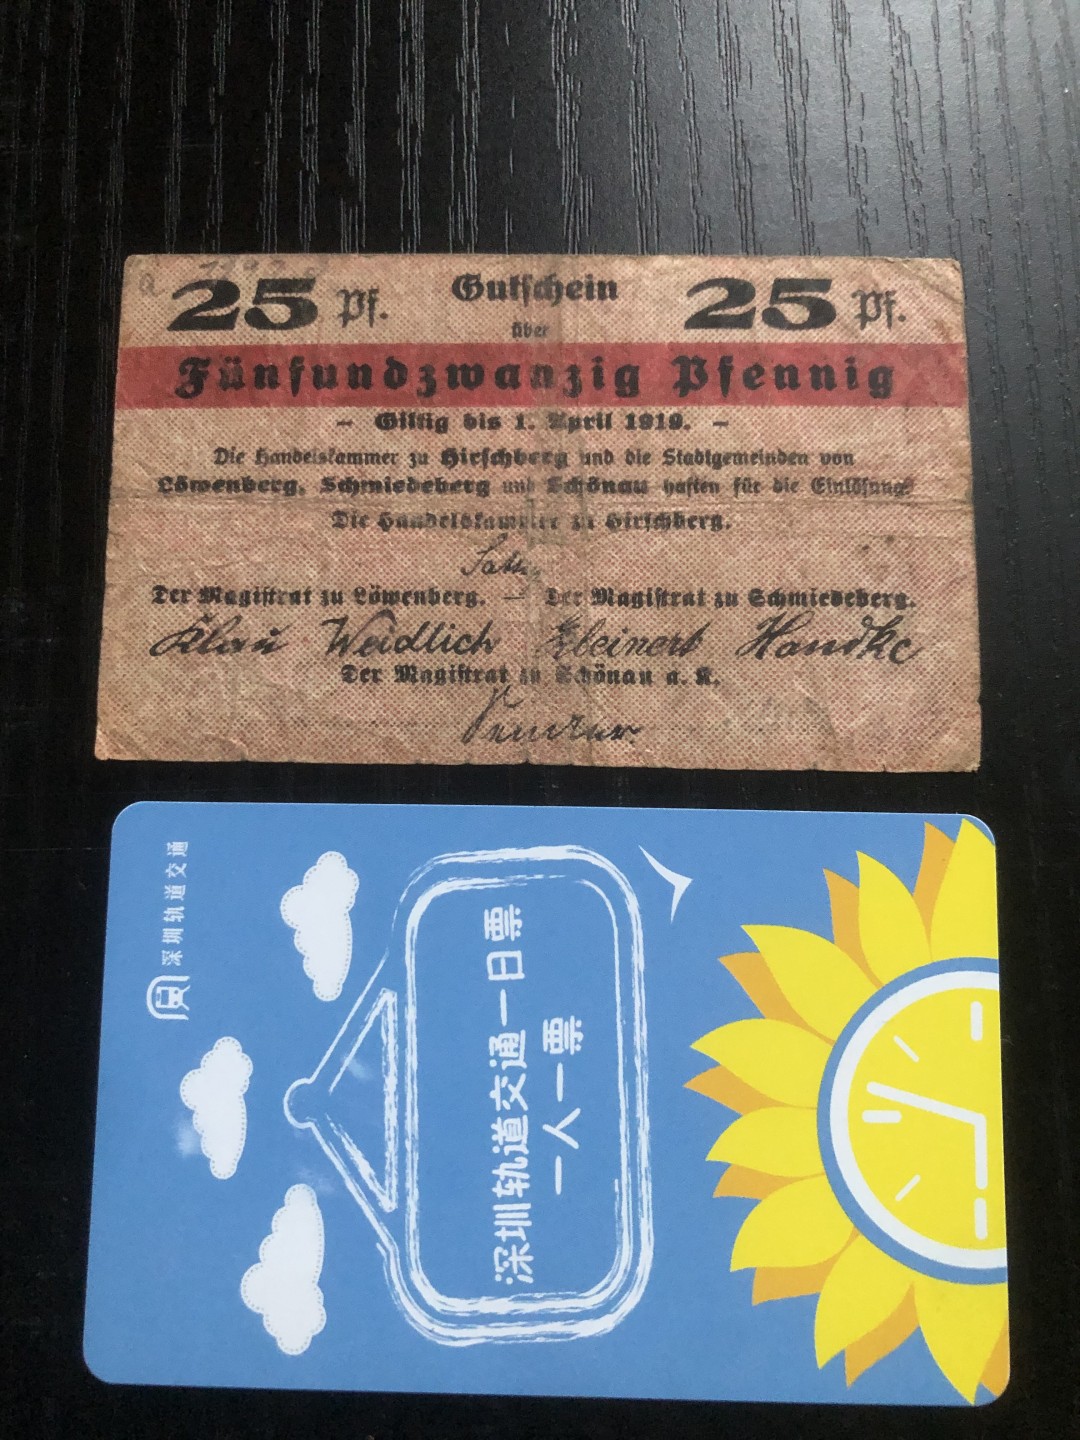 25 Pf. Gutschein 25 Pf.
über
Fünfundzwanzig Pfennig
- Giltig bis 1. April 1919. -
Die Handelskammer zu Hirschberg und die Stadtgemeinden von
Löwenberg, Schmiedeberg und Schönau haften für die Einlösung.
Die Handelskammer zu Hirschberg.
Der Magistrat zu Löwenberg. — Der Magistrat zu Schmiedeberg.
Klau Weidlich Kleinert Handke
Der Magistrat zu Schönau a. K.
深圳轨道交通
深圳轨道交通一日票
一人一票